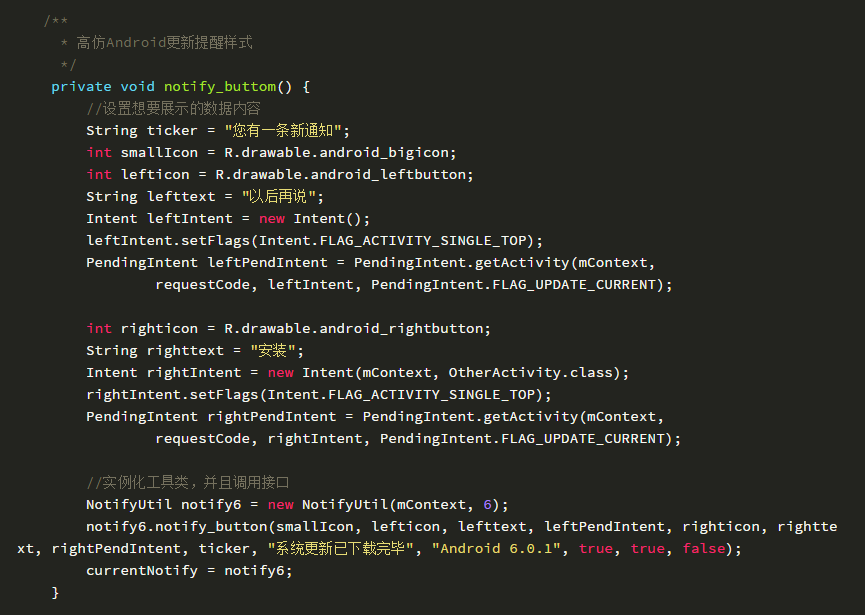 /**
 * 高仿Android更新提醒样式
 */
private void notify_buttom() {
    //设置想要展示的数据内容
    String ticker = "您有一条新通知";
    int smallIcon = R.drawable.android_bigicon;
    int lefticon = R.drawable.android_leftbutton;
    String lefttext = "以后再说";
    Intent leftIntent = new Intent();
    leftIntent.setFlags(Intent.FLAG_ACTIVITY_SINGLE_TOP);
    PendingIntent leftPendIntent = PendingIntent.getActivity(mContext,
            requestCode, leftIntent, PendingIntent.FLAG_UPDATE_CURRENT);
    int righticon = R.drawable.android_rightbutton;
    String righttext = "安装";
    Intent rightIntent = new Intent(mContext, OtherActivity.class);
    rightIntent.setFlags(Intent.FLAG_ACTIVITY_SINGLE_TOP);
    PendingIntent rightPendIntent = PendingIntent.getActivity(mContext,
            requestCode, rightIntent, PendingIntent.FLAG_UPDATE_CURRENT);
    //实例化工具类，并且调用接口
    NotifyUtil notify6 = new NotifyUtil(mContext, 6);
    notify6.notify_button(smallIcon, lefticon, lefttext, leftPendIntent, righticon, rightte
xt, rightPendIntent, ticker, "系统更新已下载完毕", "Android 6.0.1", true, true, false);
    currentNotify = notify6;
}